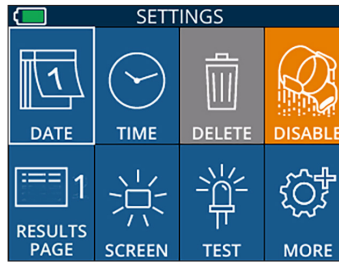 SETTINGS
1
DATE
TIME
DELETE
DISABLE
1
RESULTS
PAGE
SCREEN
TEST
MORE